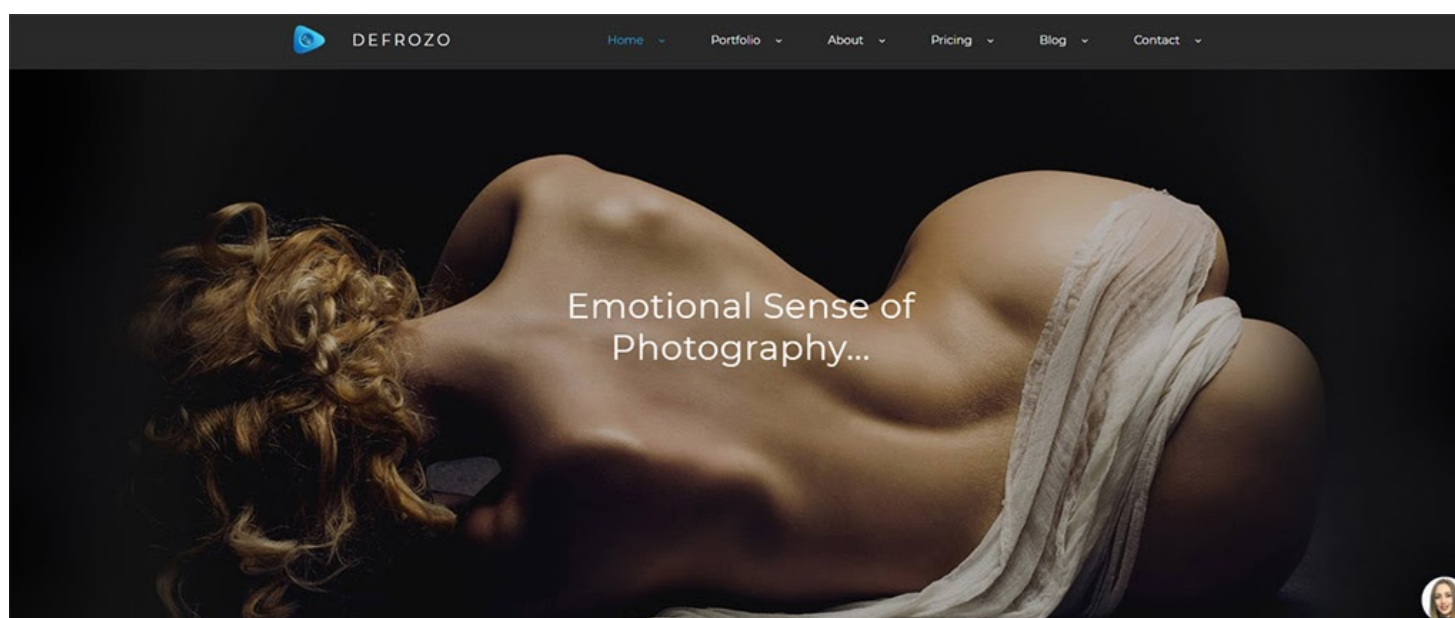 DEFROZO
Home
Portfolio
About
Pricing
Blog
Contact
Emotional Sense of
Photography...